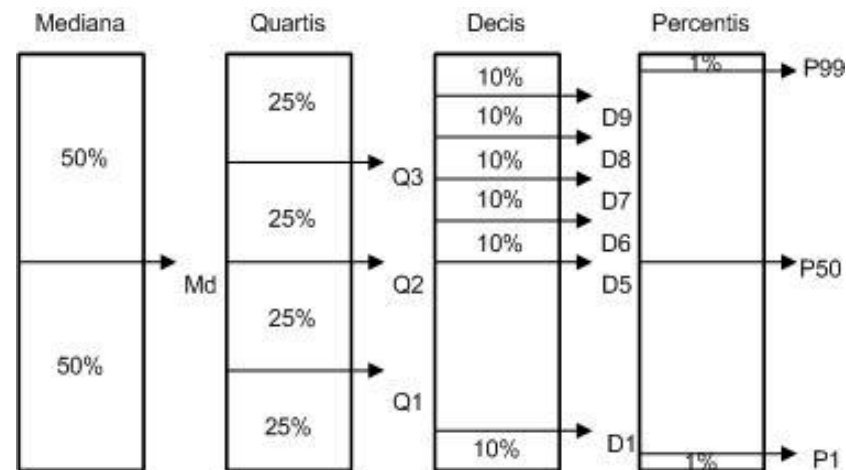 Mediana Quartis Decis Percentis
1% P99
10%
25% 10% D9
50% 10% D8
Q3
10% D7
25% 10% D6
Md Q2 D5 P50
25%
50%
Q1
25% 10% D1
1% P1